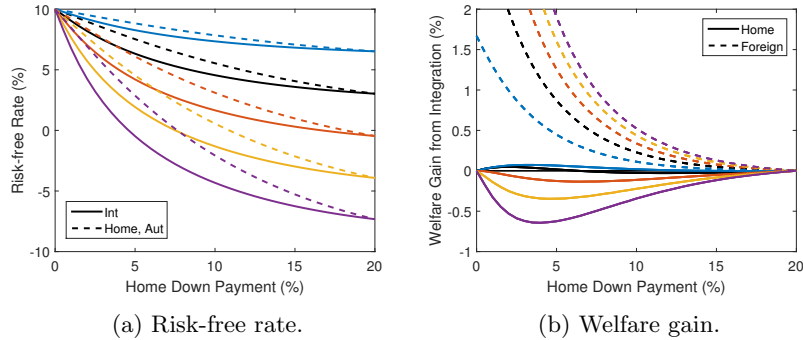 10
5
0
-5
-10
Risk-free Rate (%)
Int
Home, Aut
0 5 10 15 20
Home Down Payment (%)
(a) Risk-free rate.
2
1.5
1
0.5
0
-0.5
-1
Welfare Gain from Integration (%)
Home
Foreign
0 5 10 15 20
Home Down Payment (%)
(b) Welfare gain.